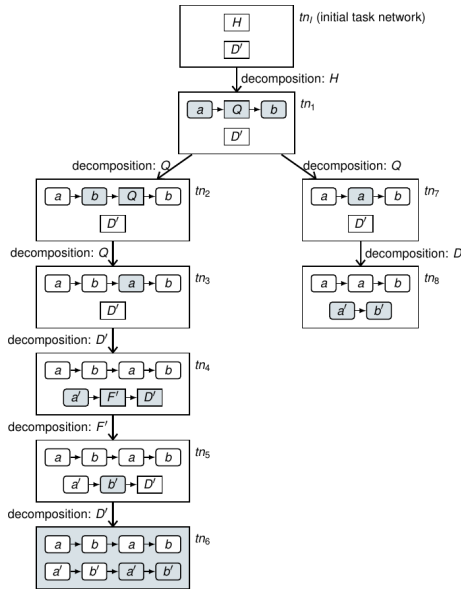 H
tn_I (initial task network)
D′
decomposition: H
a Q b
tn₁
D′
decomposition: Q
decomposition: Q
a b Q b
tn₂
D′
a a b
tn₇
D′
decomposition: Q
decomposition: D
a b a b
tn₃
D′
a a b
tn₈
a′ b′
decomposition: D′
a b a b
tn₄
a′ F′ D′
decomposition: F′
a b a b
tn₅
a′ b′ D′
decomposition: D′
a b a b
tn₆
a′ b′ a′ b′